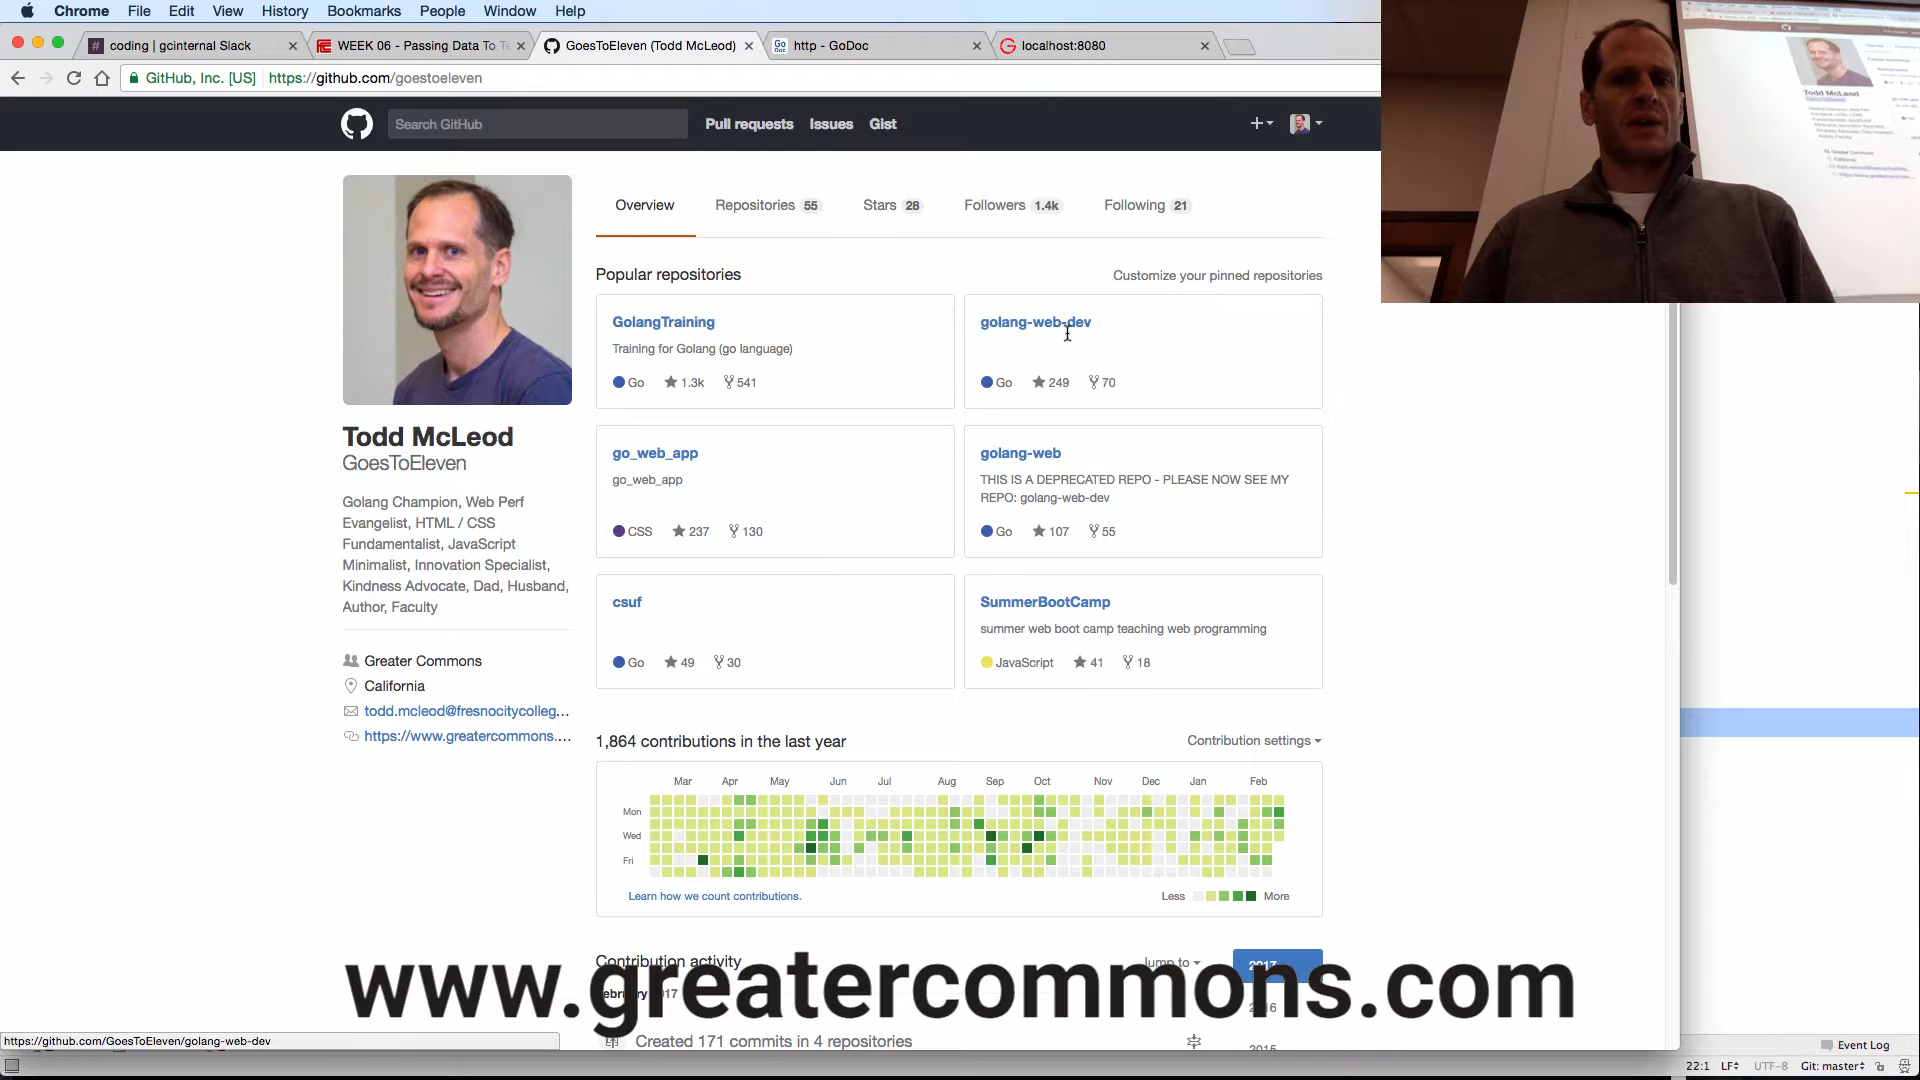 Chrome File Edit View History Bookmarks People Window Help
# coding | gcinternal Slack
WEEK 06 - Passing Data To Te
GoesToEleven (Todd McLeod)
http - GoDoc
localhost:8080
GitHub, Inc. [US] https://github.com/goestoeleven
Search GitHub
Pull requests Issues Gist
Overview Repositories 55 Stars 28 Followers 1.4k Following 21
Popular repositories
Customize your pinned repositories
GolangTraining
Training for Golang (go language)
Go 1.3k 541
golang-web-dev
Go 249 70
go_web_app
go_web_app
CSS 237 130
golang-web
THIS IS A DEPRECATED REPO - PLEASE NOW SEE MY
REPO: golang-web-dev
Go 107 55
csuf
Go 49 30
SummerBootCamp
summer web boot camp teaching web programming
JavaScript 41 18
Todd McLeod
GoesToEleven
Golang Champion, Web Perf
Evangelist, HTML / CSS
Fundamentalist, JavaScript
Minimalist, Innovation Specialist,
Kindness Advocate, Dad, Husband,
Author, Faculty
Greater Commons
California
todd.mcleod@fresnocitycolleg...
https://www.greatercommons....
1,864 contributions in the last year
Contribution settings
Mar Apr May Jun Jul Aug Sep Oct Nov Dec Jan Feb
Mon
Wed
Fri
Learn how we count contributions.
Less More
Contribution activity
Jump to
2017
2016
2015
www.greatercommons.com
Created 171 commits in 4 repositories
https://github.com/GoesToEleven/golang-web-dev
Event Log
22:1 LF UTF-8 Git: master
Todd McLeod